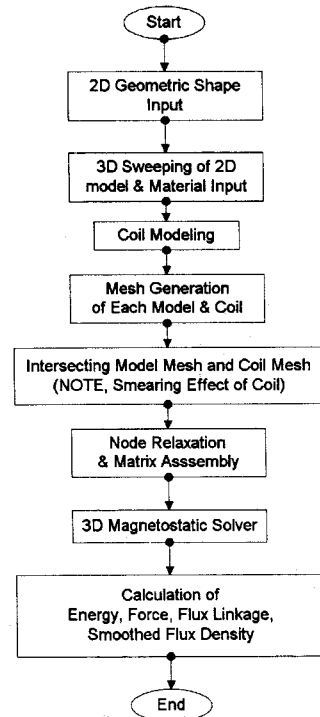 Start
2D Geometric Shape
Input
3D Sweeping of 2D
model & Material Input
Coil Modeling
Mesh Generation
of Each Model & Coil
Intersecting Model Mesh and Coil Mesh
(NOTE, Smearing Effect of Coil)
Node Relaxation
& Matrix Asssembly
3D Magnetostatic Solver
Calculation of
Energy, Force, Flux Linkage,
Smoothed Flux Density
End